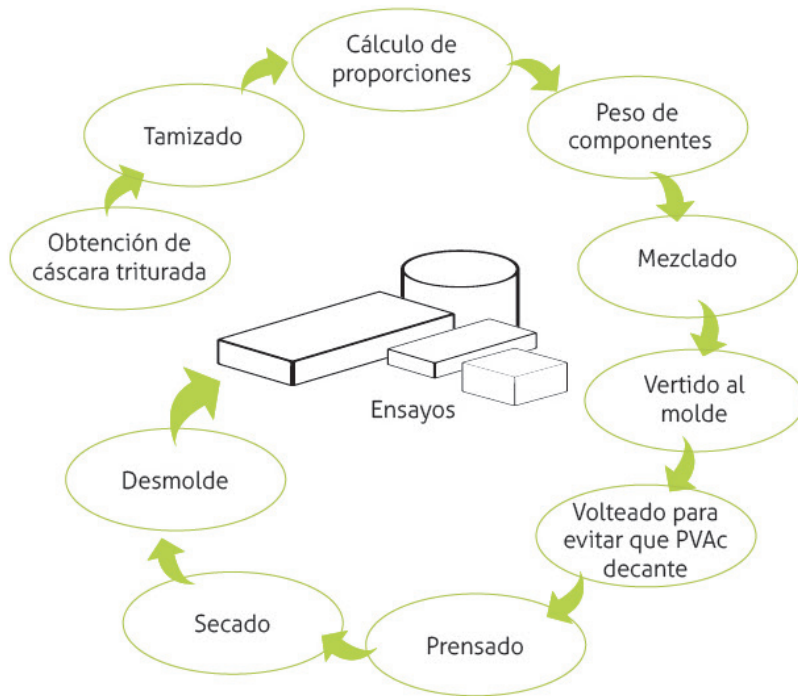 Obtención de
cáscara triturada
Tamizado
Cálculo de
proporciones
Peso de
componentes
Mezclado
Vertido al
molde
Volteado para
evitar que PVAc
decante
Prensado
Secado
Desmolde
Ensayos